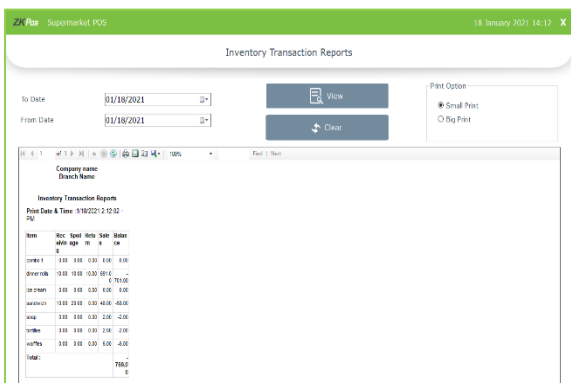 ZKPos Supermarket POS 18 January 2021 14:12 X
Inventory Transaction Reports
To Date 01/18/2021
From Date 01/18/2021
View
Clear
Print Option
Small Print
Big Print
1 of 1 100% Find | Next
Company name
Branch Name
Inventory Transaction Reports
Print Date & Time :1/18/2021 2:12:02
PM
Item Rec Spoil Retu Sale Balan
eivin age rn s ce
g
combo 1 0.00 0.00 0.00 0.00 0.00
dinner rolls 10.00 10.00 10.00 691.0 -
0 701.00
ice cream 0.00 0.00 0.00 0.00 0.00
sandwich 10.00 20.00 0.00 40.00 -50.00
soup 0.00 0.00 0.00 2.00 -2.00
0.00 0.00 0.00 2.00 -2.00
waffles 0.00 0.00 0.00
Total : -
0